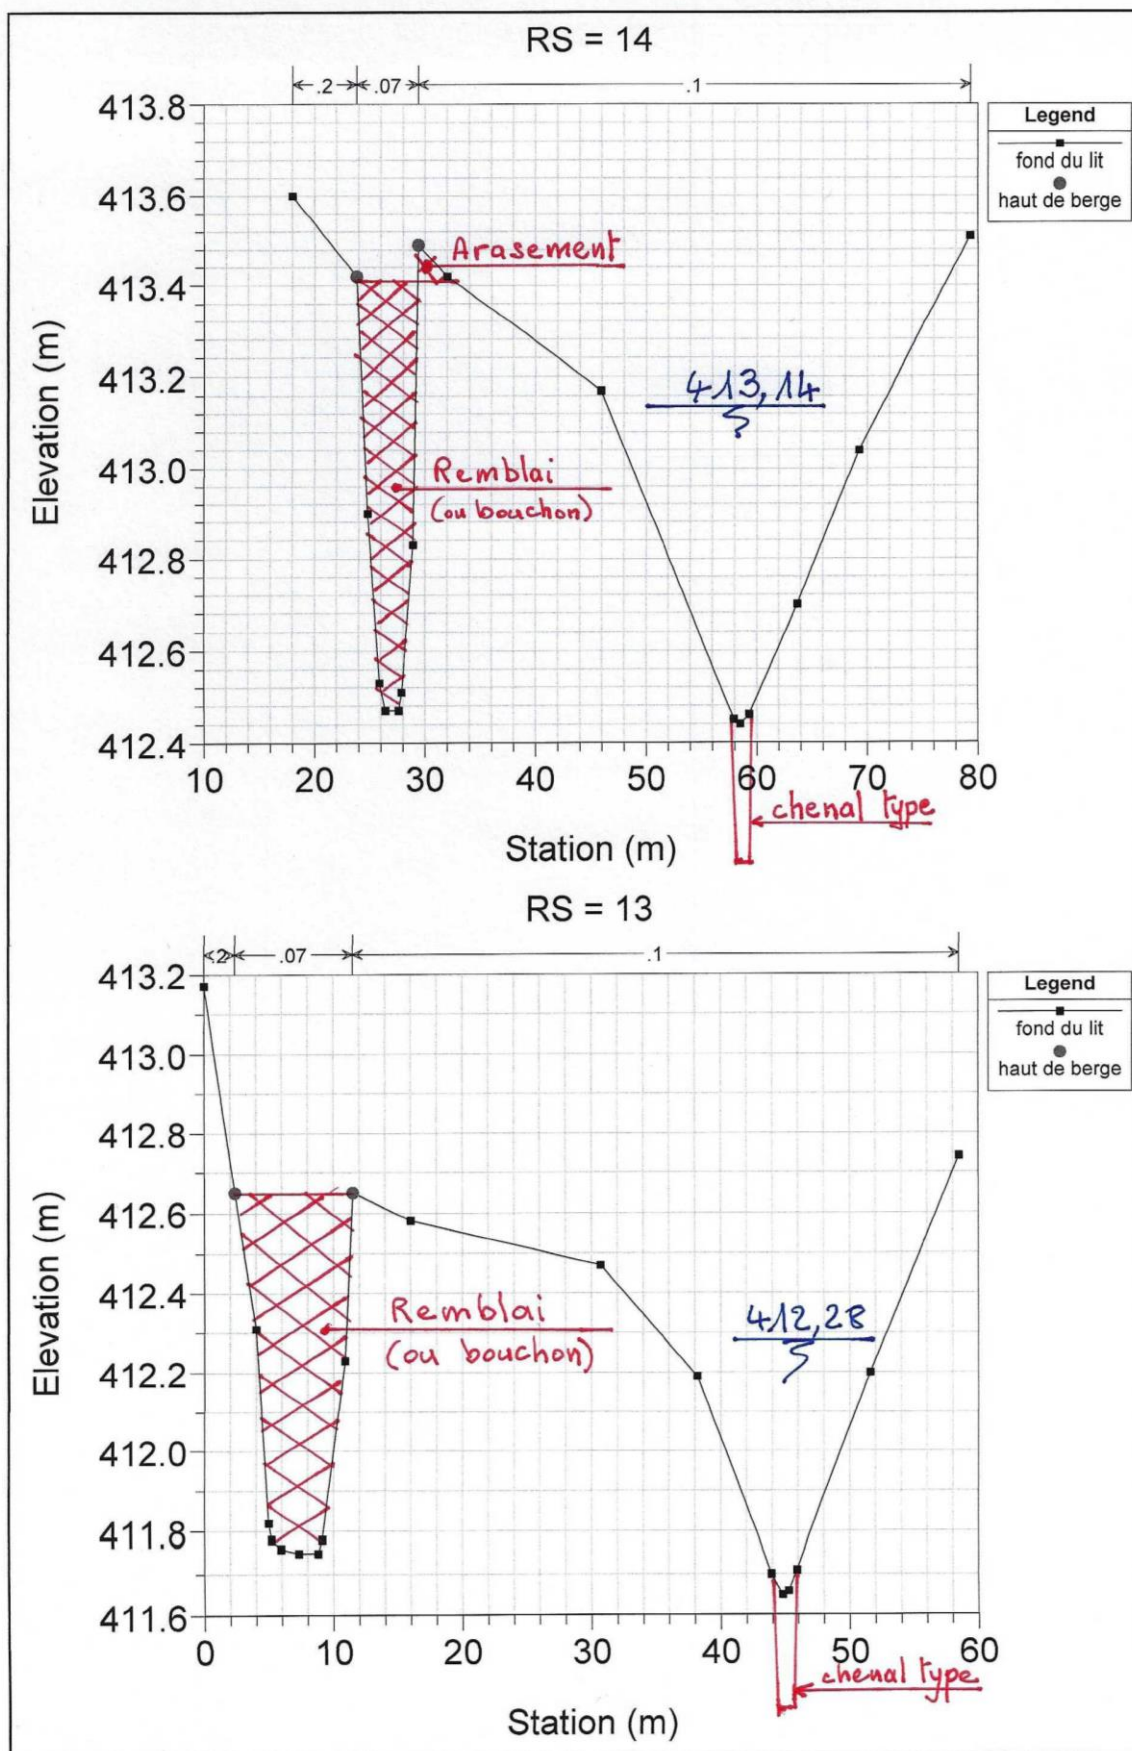 RS = 14
.2 .07 .1
413.8
413.6
413.4
413.2
413.0
412.8
412.6
412.4
Elevation (m)
Arasement
413,14
Remblai
(ou bouchon)
10 20 30 40 50 60 70 80
chenal type
Station (m)
Legend
fond du lit
haut de berge
RS = 13
.2 .07 .1
413.2
413.0
412.8
412.6
412.4
412.2
412.0
411.8
411.6
Elevation (m)
Remblai
(ou bouchon)
412,28
0 10 20 30 40 50 60
chenal type
Station (m)
Legend
fond du lit
haut de berge